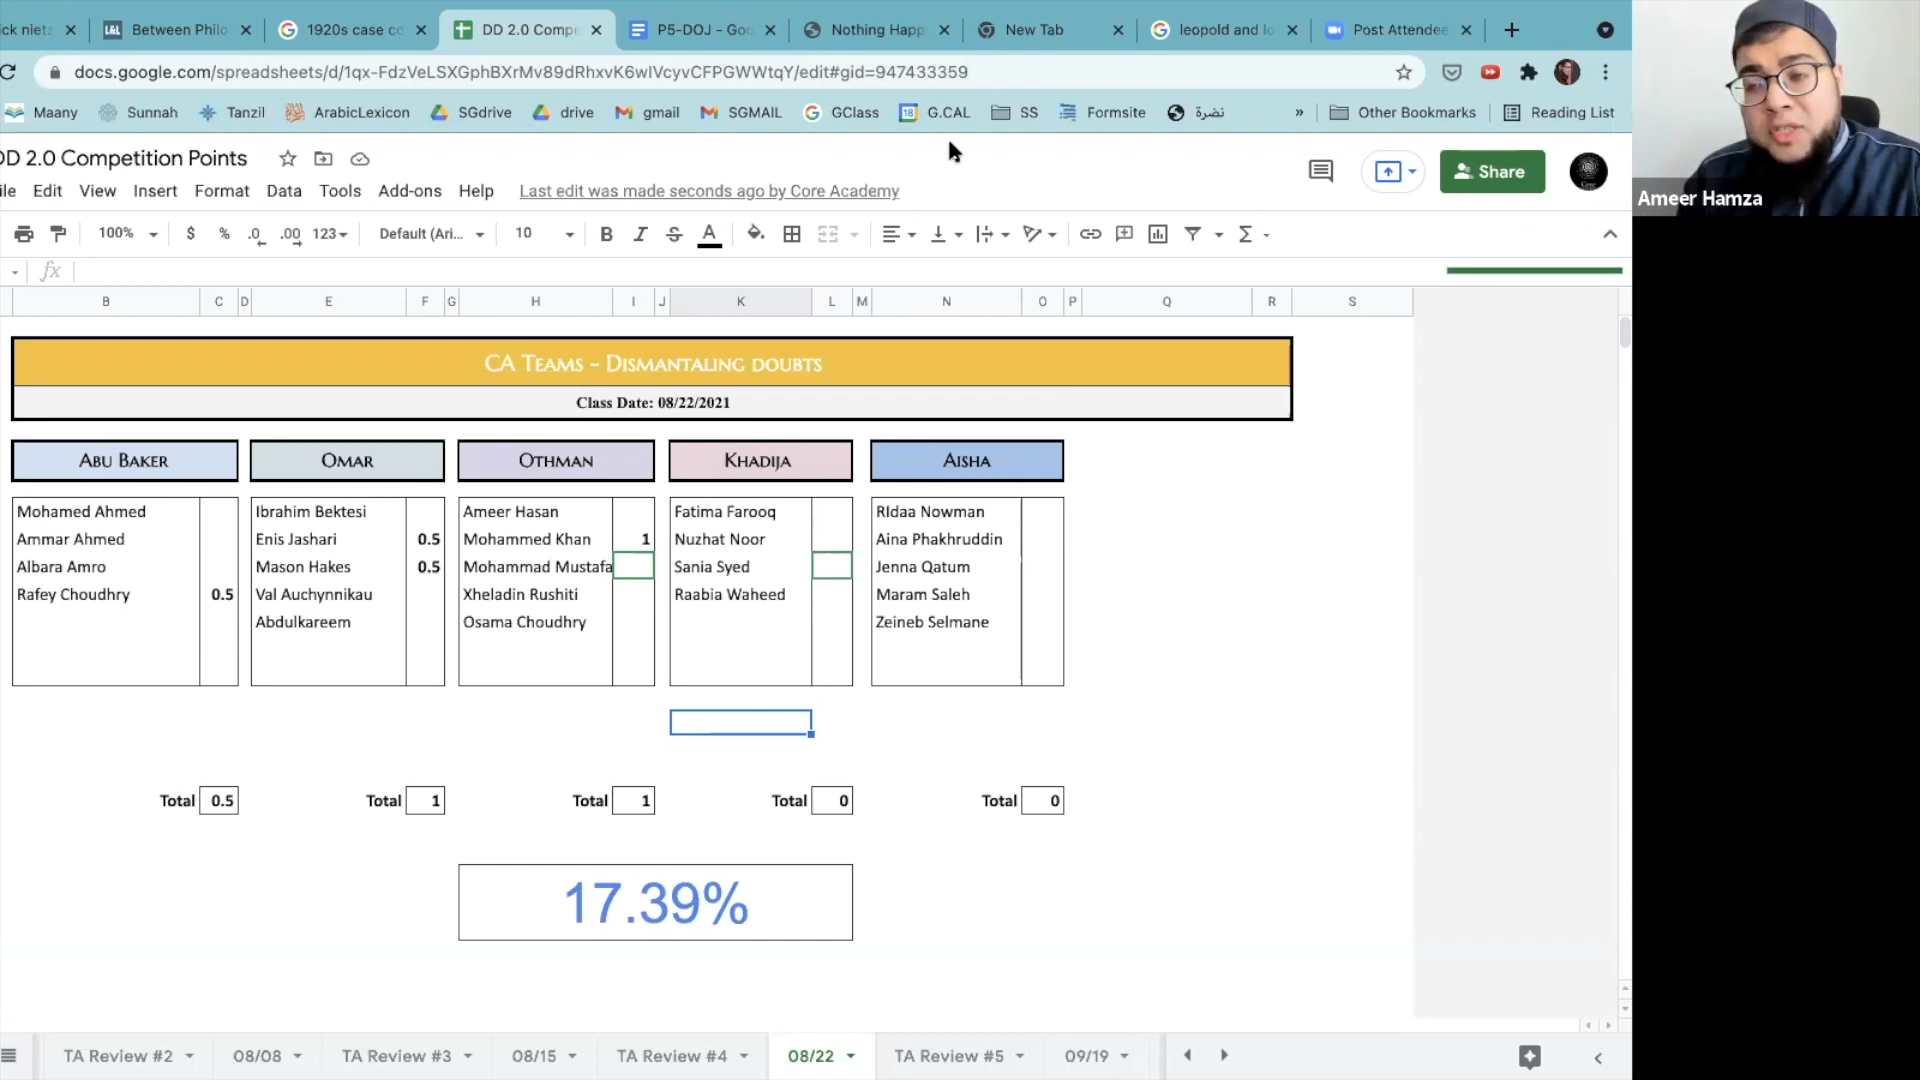 ick nietz
L&L Between Philo
1920s case co
DD 2.0 Compe
P5-DOJ - Goo
Nothing Happ
New Tab
leopold and lo
Post Attendee
docs.google.com/spreadsheets/d/1qx-FdzVeLSXGphBXrMv89dRhxvK6wIVcyvCFPGWWtqY/edit#gid=947433359
Maany
Sunnah
Tanzil
ArabicLexicon
SGdrive
drive
gmail
SGMAIL
GClass
18 G.CAL
SS
Formsite
نضرة
»
Other Bookmarks
Reading List
DD 2.0 Competition Points
ile Edit View Insert Format Data Tools Add-ons Help Last edit was made seconds ago by Core Academy
Share
Ameer Hamza
100% $ % .0 .00 123 Default (Ari... 10 B I S A Σ
fx
B C D E F G H I J K L M N O P Q R S
CA Teams - Dismantaling doubts
Class Date: 08/22/2021
Abu Baker Omar Othman Khadija Aisha
Mohamed Ahmed Ibrahim Bektesi Ameer Hasan Fatima Farooq RIdaa Nowman
Ammar Ahmed Enis Jashari 0.5 Mohammed Khan 1 Nuzhat Noor Aina Phakhruddin
Albara Amro Mason Hakes 0.5 Mohammad Mustafa Sania Syed Jenna Qatum
Rafey Choudhry 0.5 Val Auchynnikau Xheladin Rushiti Raabia Waheed Maram Saleh
Abdulkareem Osama Choudhry Zeineb Selmane
Total 0.5 Total 1 Total 1 Total 0 Total 0
17.39%
TA Review #2 08/08 TA Review #3 08/15 TA Review #4 08/22 TA Review #5 09/19